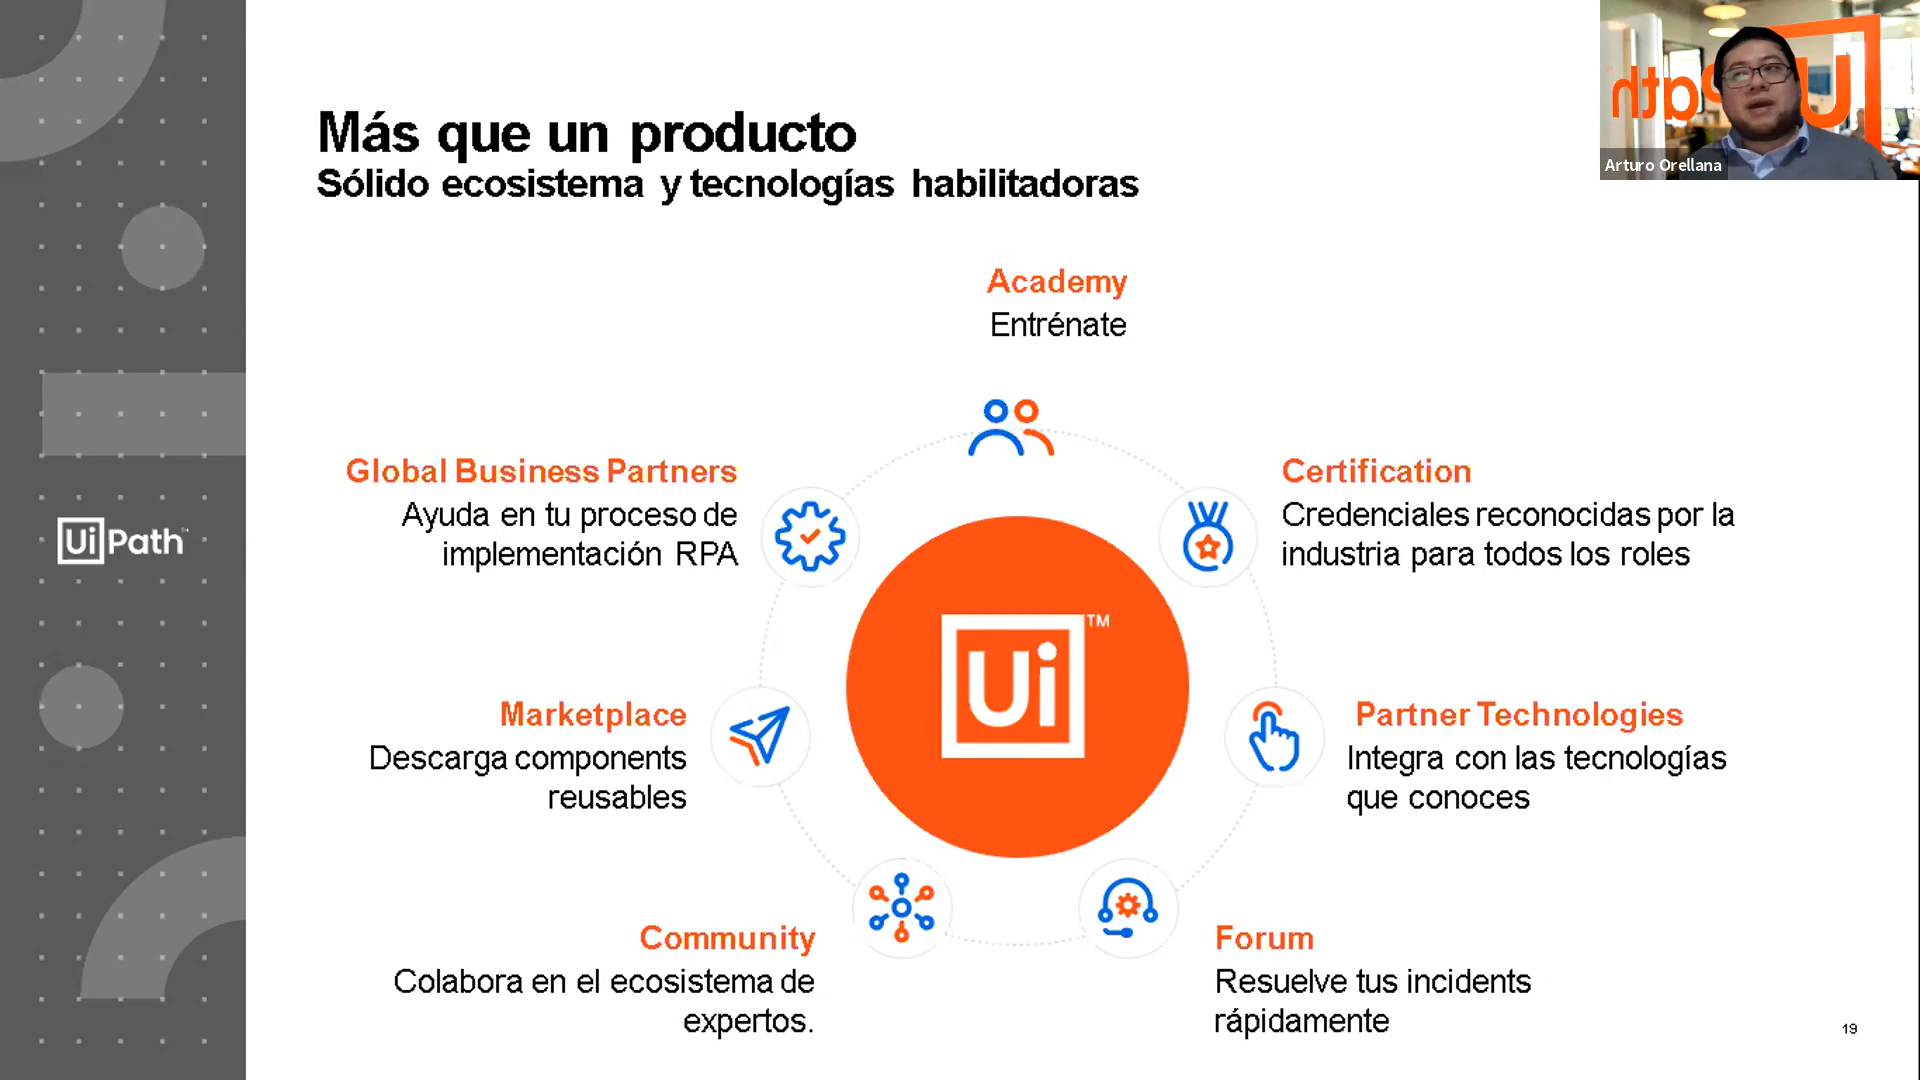 Más que un producto
Sólido ecosistema y tecnologías habilitadoras
UiPath
Arturo Orellana
Academy
Entrénate
Global Business Partners
Ayuda en tu proceso de
implementación RPA
Certification
Credenciales reconocidas por la
industria para todos los roles
Ui™
Marketplace
Descarga components
reusables
Partner Technologies
Integra con las tecnologías
que conoces
Community
Colabora en el ecosistema de
expertos.
Forum
Resuelve tus incidents
rápidamente
UiPath™
19